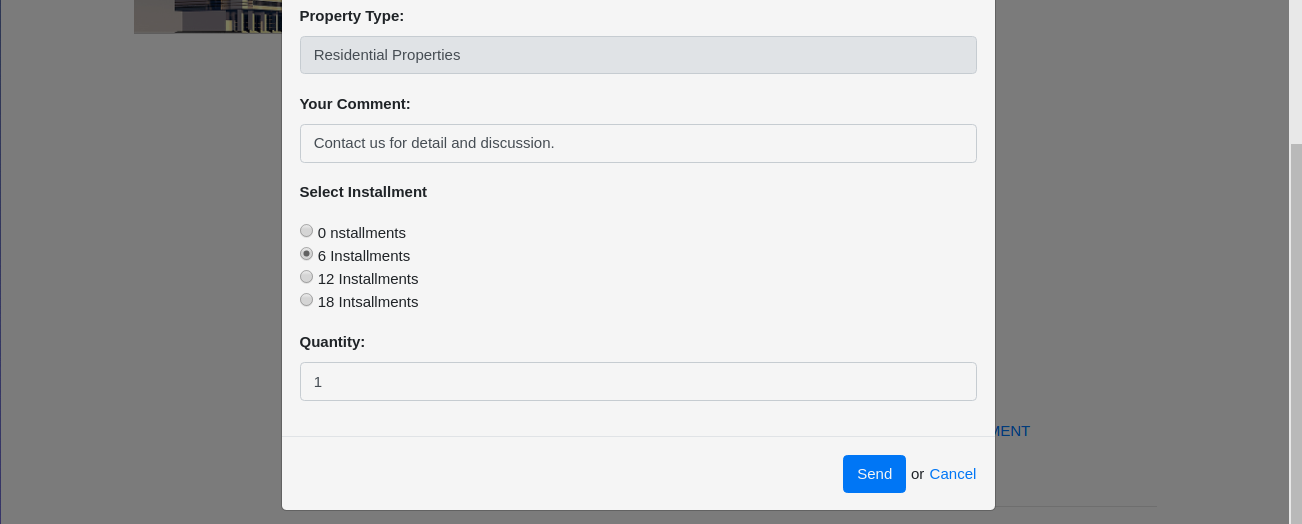 Property Type:
Residential Properties
Your Comment:
Contact us for detail and discussion.
Select Installment
0 nstallments
6 Installments
12 Installments
18 Intsallments
Quantity:
1
MENT
Send or Cancel